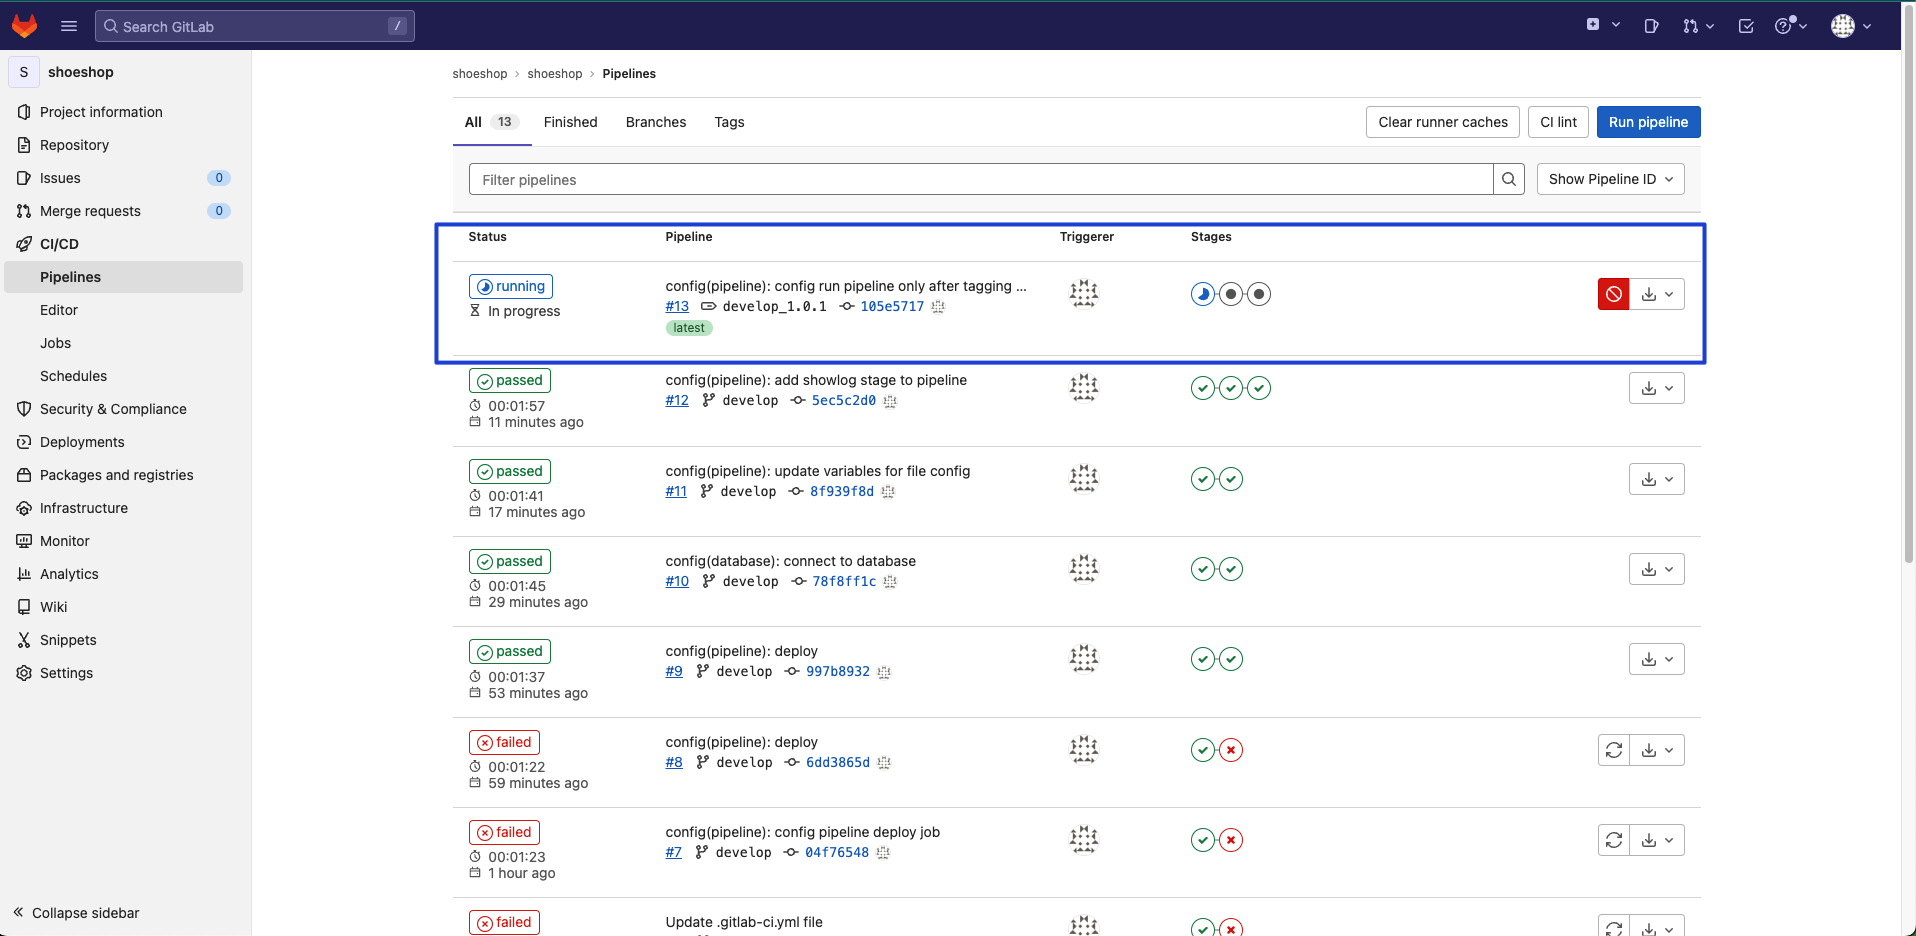 Search GitLab /
S shoeshop
Project information
Repository
Issues 0
Merge requests 0
CI/CD
Pipelines
Editor
Jobs
Schedules
Security & Compliance
Deployments
Packages and registries
Infrastructure
Monitor
Analytics
Wiki
Snippets
Settings
Collapse sidebar
shoeshop › shoeshop › Pipelines
All 13 Finished Branches Tags Clear runner caches CI lint Run pipeline
Filter pipelines Show Pipeline ID
Status Pipeline Triggerer Stages
running config(pipeline): config run pipeline only after tagging ...
In progress #13 develop_1.0.1 105e5717
latest
passed config(pipeline): add showlog stage to pipeline
00:01:57 #12 develop 5ec5c2d0
11 minutes ago
passed config(pipeline): update variables for file config
00:01:41 #11 develop 8f939f8d
17 minutes ago
passed config(database): connect to database
00:01:45 #10 develop 78f8ff1c
29 minutes ago
passed config(pipeline): deploy
00:01:37 #9 develop 997b8932
53 minutes ago
failed config(pipeline): deploy
00:01:22 #8 develop 6dd3865d
59 minutes ago
failed config(pipeline): config pipeline deploy job
00:01:23 #7 develop 04f76548
1 hour ago
failed Update .gitlab-ci.yml file